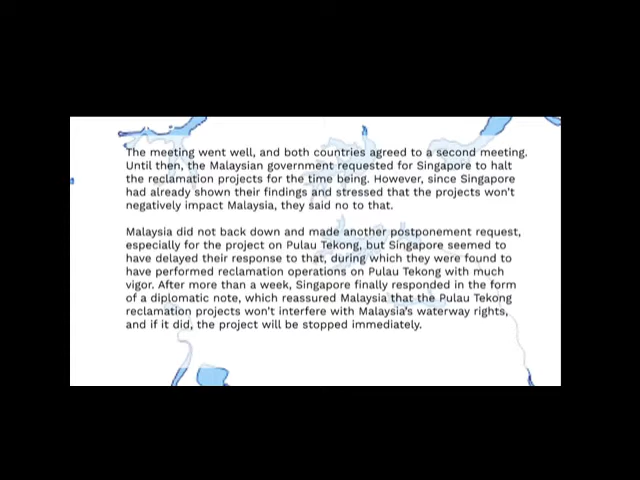 The meeting went well, and both countries agreed to a second meeting.
Until then, the Malaysian government requested for Singapore to halt
the reclamation projects for the time being. However, since Singapore
had already shown their findings and stressed that the projects won't
negatively impact Malaysia, they said no to that.
Malaysia did not back down and made another postponement request,
especially for the project on Pulau Tekong, but Singapore seemed to
have delayed their response to that, during which they were found to
have performed reclamation operations on Pulau Tekong with much
vigor. After more than a week, Singapore finally responded in the form
of a diplomatic note, which reassured Malaysia that the Pulau Tekong
reclamation projects won't interfere with Malaysia's waterway rights,
and if it did, the project will be stopped immediately.